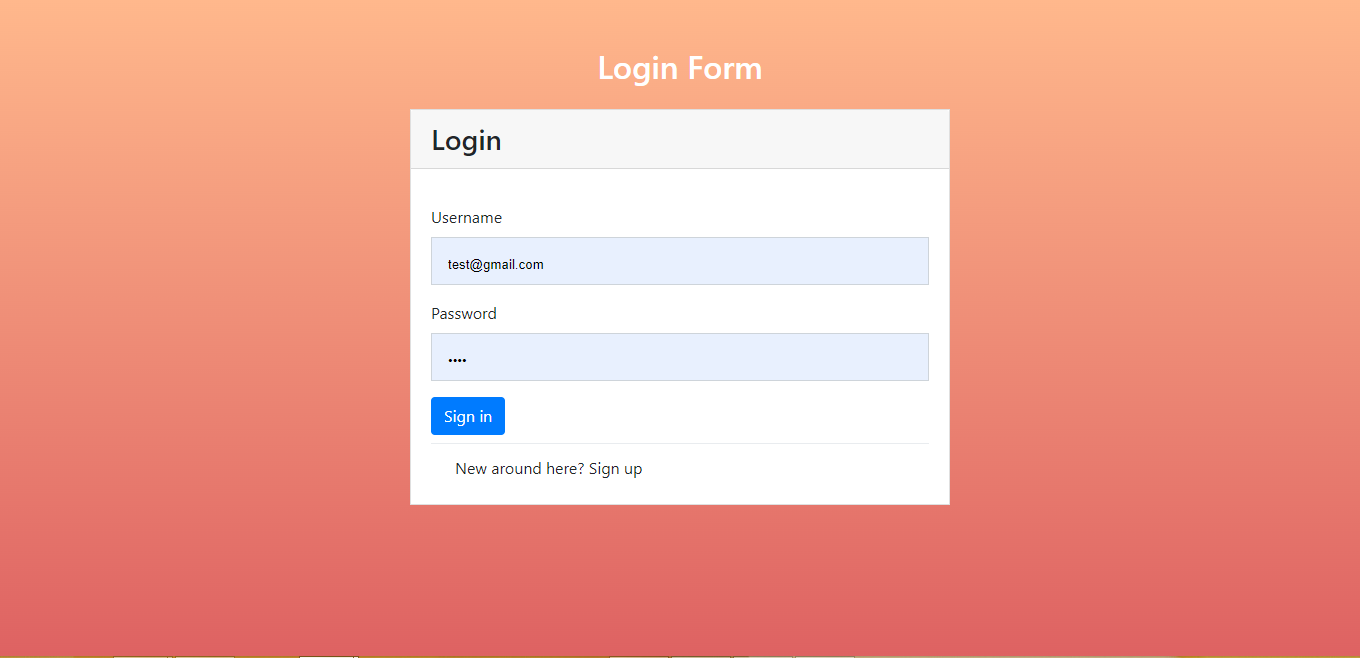 Login Form
Login
Username
test@gmail.com
Password
••••
Sign in
New around here? Sign up